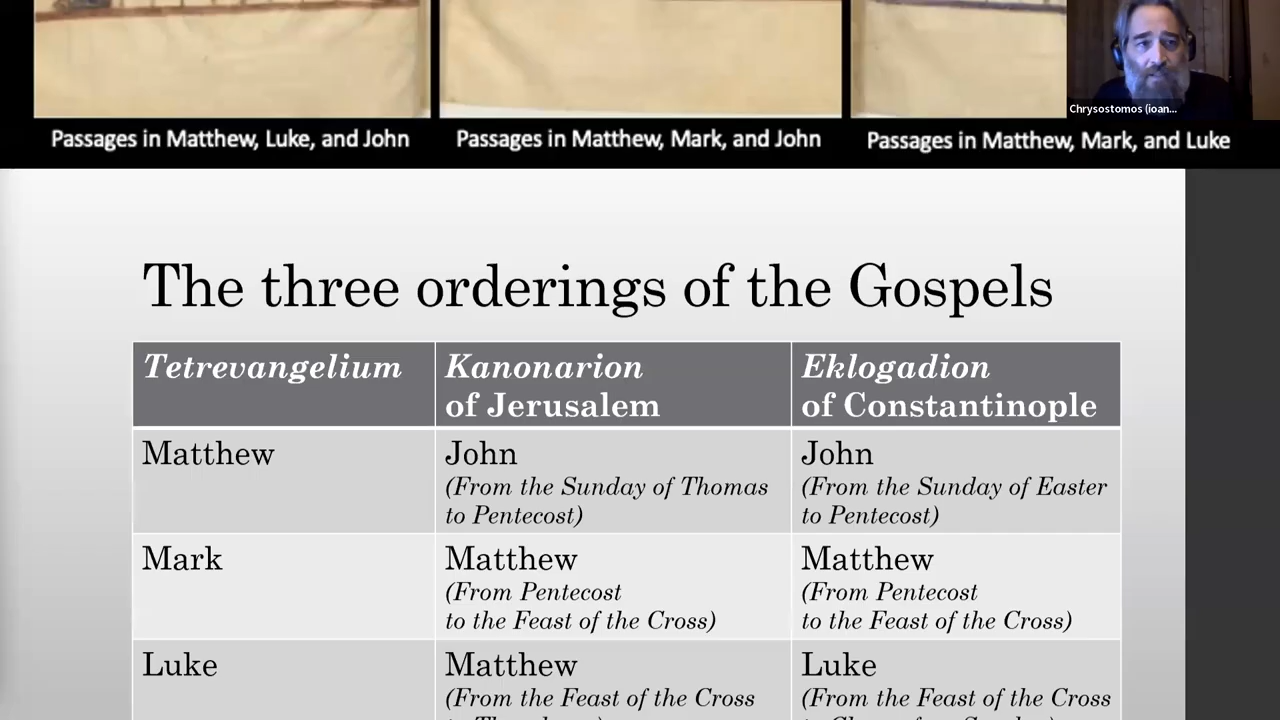 Chrysostomos (ioan...
Passages in Matthew, Luke, and John
Passages in Matthew, Mark, and John
Passages in Matthew, Mark, and Luke
The three orderings of the Gospels
Tetrevangelium
Kanonarion
of Jerusalem
Eklogadion
of Constantinople
Matthew
John
(From the Sunday of Thomas
to Pentecost)
John
(From the Sunday of Easter
to Pentecost)
Mark
Matthew
(From Pentecost
to the Feast of the Cross)
Matthew
(From Pentecost
to the Feast of the Cross)
Luke
Matthew
(From the Feast of the Cross
Luke
(From the Feast of the Cross